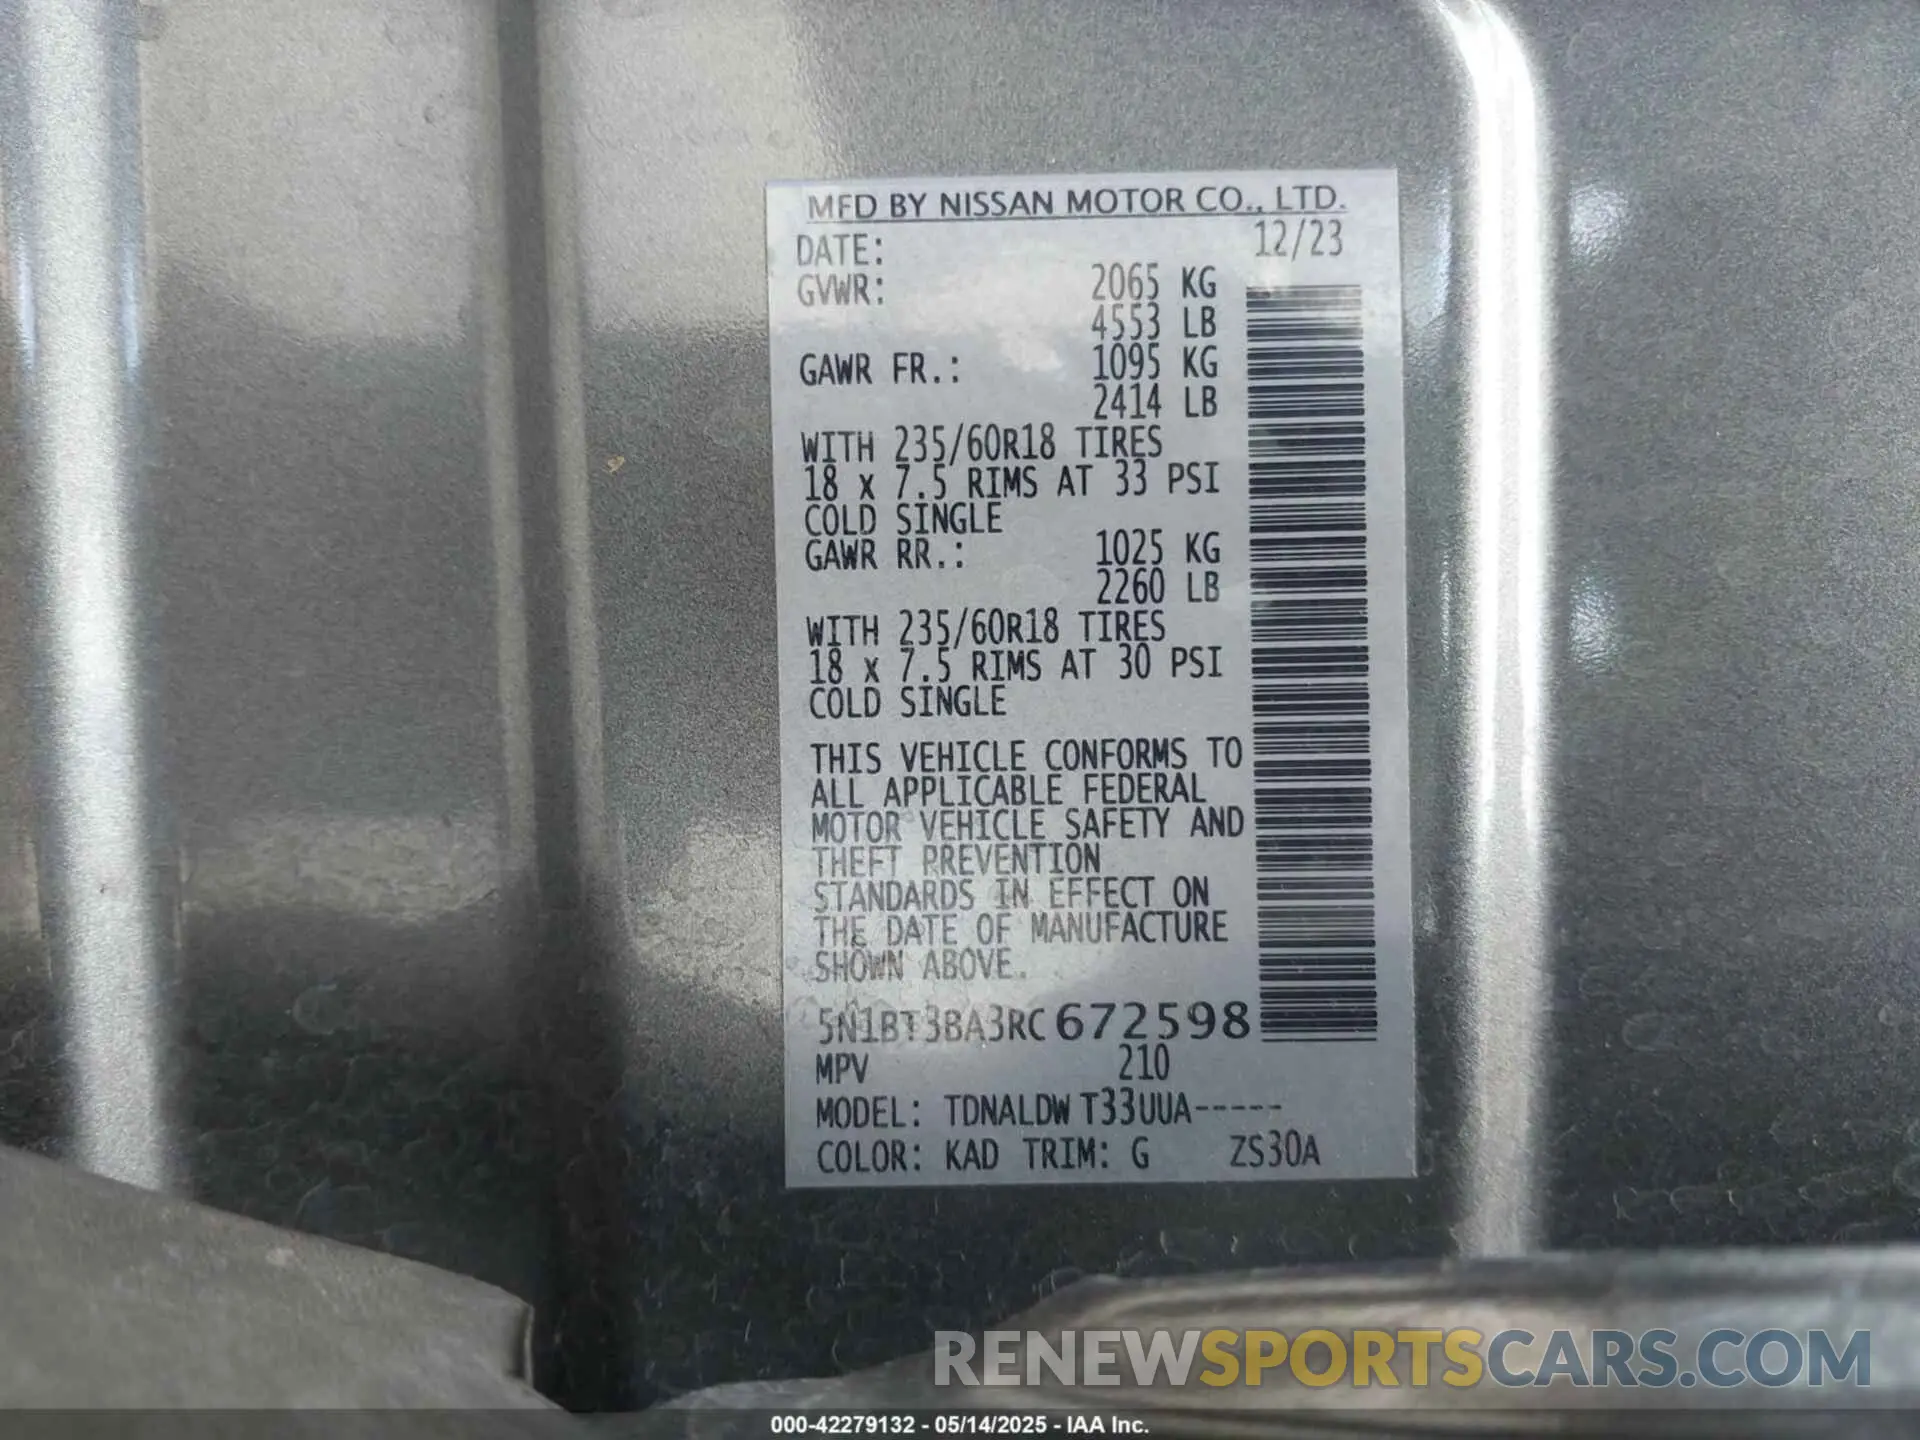 MFD BY NISSAN MOTOR CO., LTD.
DATE: 12/23
GVWR: 2065 KG
4553 LB
GAWR FR.: 1095 KG
2414 LB
WITH 235/60R18 TIRES
18 x 7.5 RIMS AT 33 PSI
COLD SINGLE
GAWR RR.: 1025 KG
2260 LB
WITH 235/60R18 TIRES
18 x 7.5 RIMS AT 30 PSI
COLD SINGLE
THIS VEHICLE CONFORMS TO
ALL APPLICABLE FEDERAL
MOTOR VEHICLE SAFETY AND
THEFT PREVENTION
STANDARDS IN EFFECT ON
THE DATE OF MANUFACTURE
SHOWN ABOVE.
5N1BT3BA3RC672598
MPV 210
MODEL: TDNALDW T33UUA-----
COLOR: KAD TRIM: G ZS30A
RENEWSPORTSCARS.COM
000-42279132 - 05/14/2025 - IAA Inc.